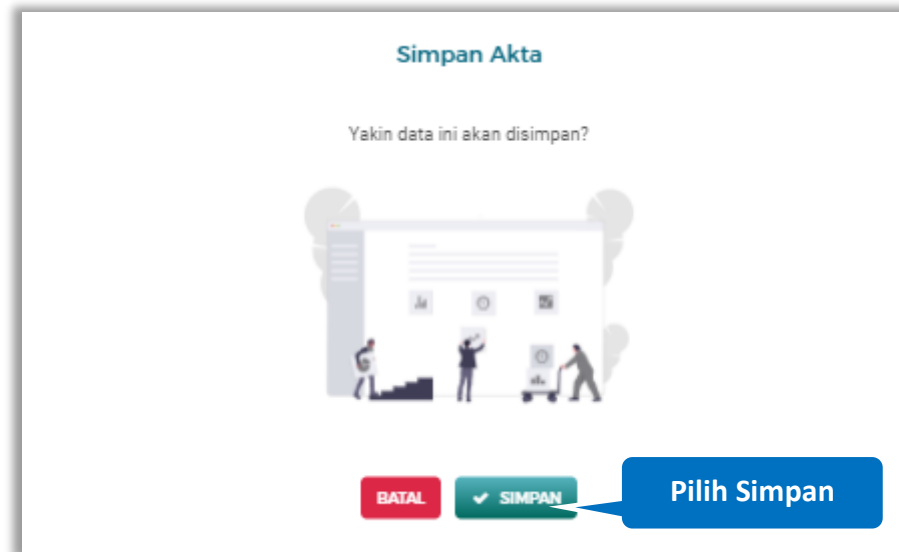 Simpan Akta
Yakin data ini akan disimpan?
BATAL
SIMPAN
Pilih Simpan